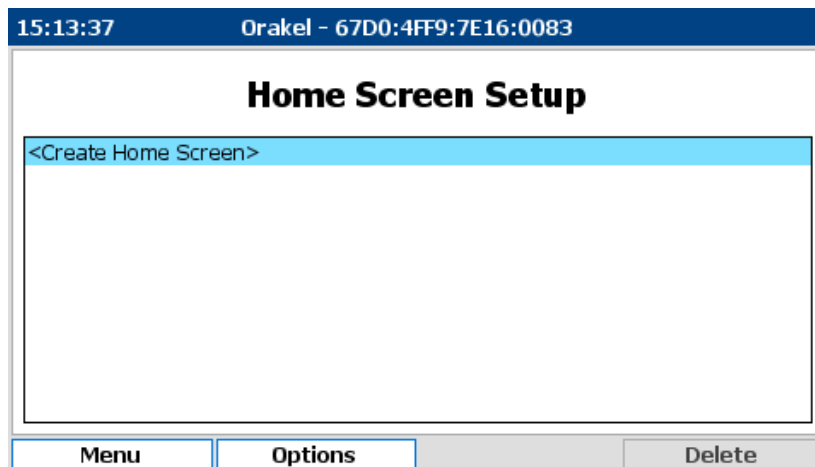 15:13:37 Orakel - 67D0:4FF9:7E16:0083
Home Screen Setup
<Create Home Screen>
Menu Options Delete